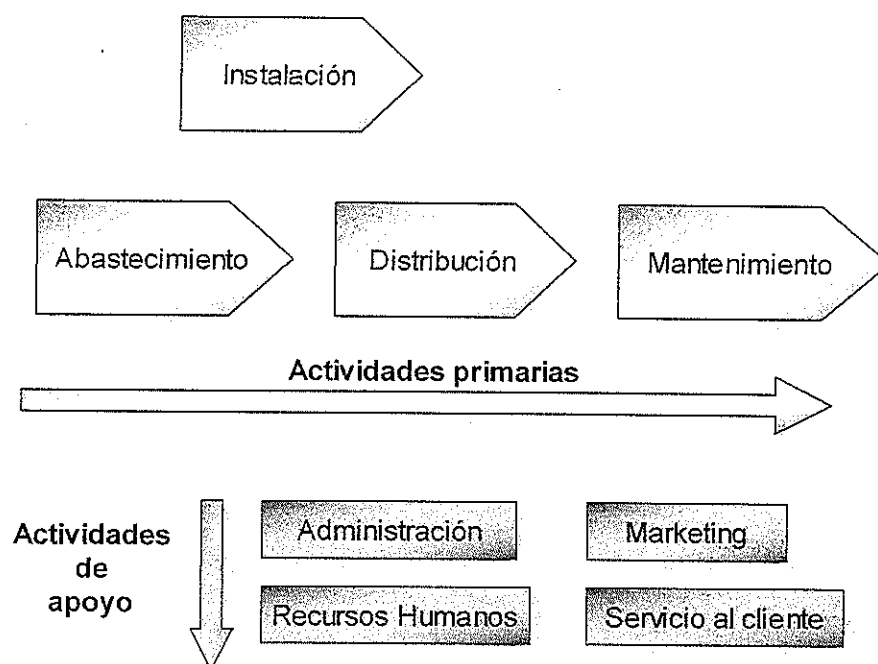 Instalación
Abastecimiento
Distribución
Mantenimiento
Actividades primarias
Actividades
de
apoyo
Administración
Marketing
Recursos Humanos
Servicio al cliente